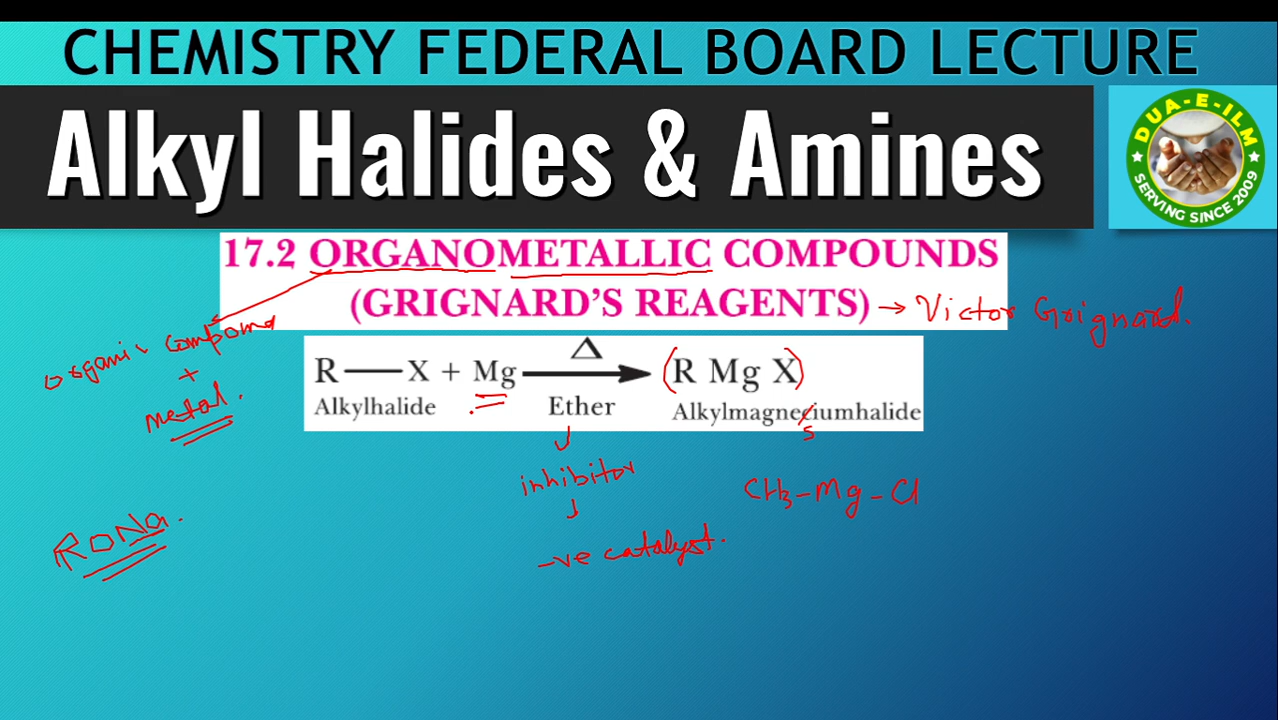 CHEMISTRY FEDERAL BOARD LECTURE
Alkyl Halides & Amines
DUA-E-ILM
SERVING SINCE 2009
17.2 ORGANOMETALLIC COMPOUNDS
(GRIGNARD'S REAGENTS) → Victor Grignard.
organic compound
+
metal.
R—X + Mg Δ→ (R Mg X)
Alkylhalide Ether Alkylmagneciumhalide
s
inhibitor
-ve catalyst.
CH3-Mg-Cl
RONa.